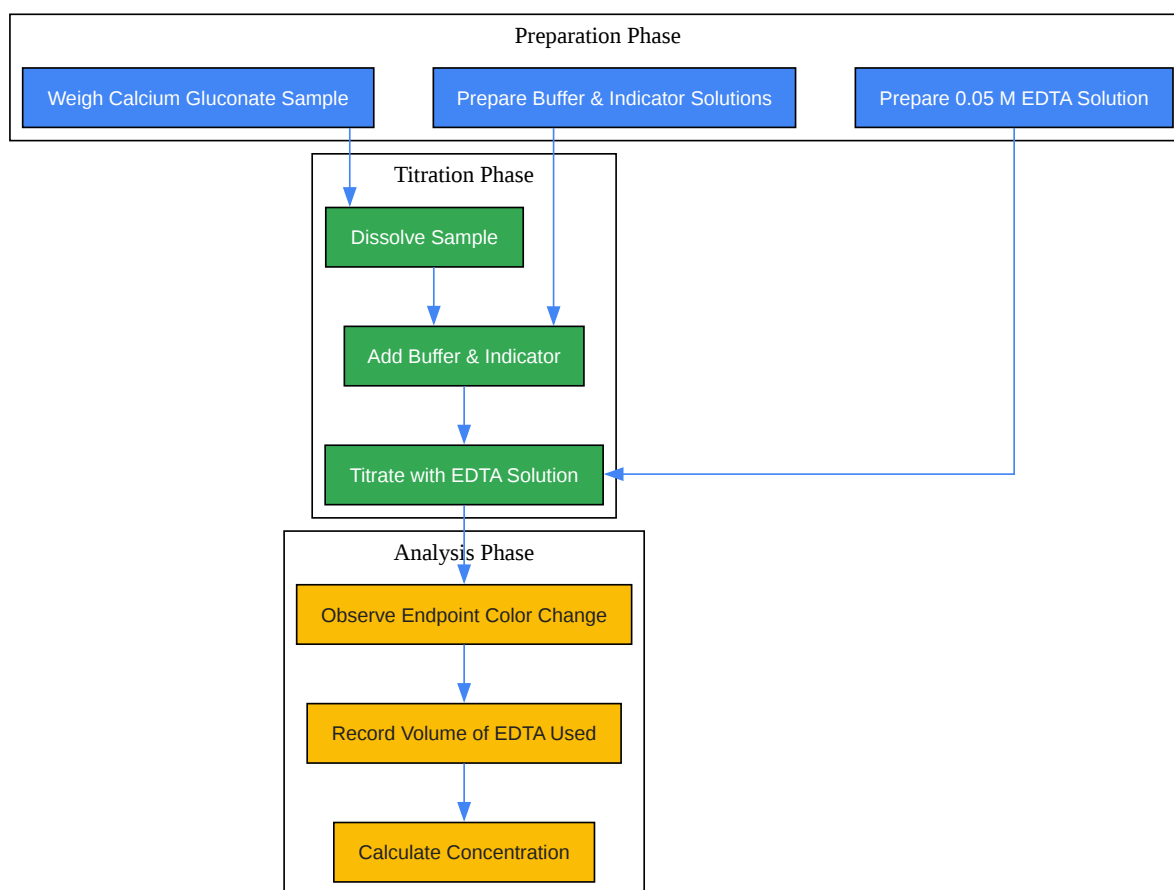 Preparation Phase
Weigh Calcium Gluconate Sample
Prepare Buffer & Indicator Solutions
Prepare 0.05 M EDTA Solution
Titration Phase
Dissolve Sample
Add Buffer & Indicator
Titrate with EDTA Solution
Analysis Phase
Observe Endpoint Color Change
Record Volume of EDTA Used
Calculate Concentration